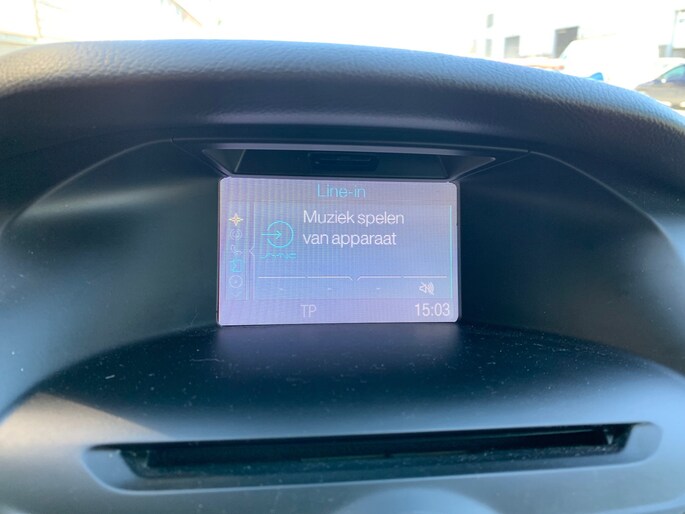 Line-in
Muziek spelen
van apparaat
TP
15:03